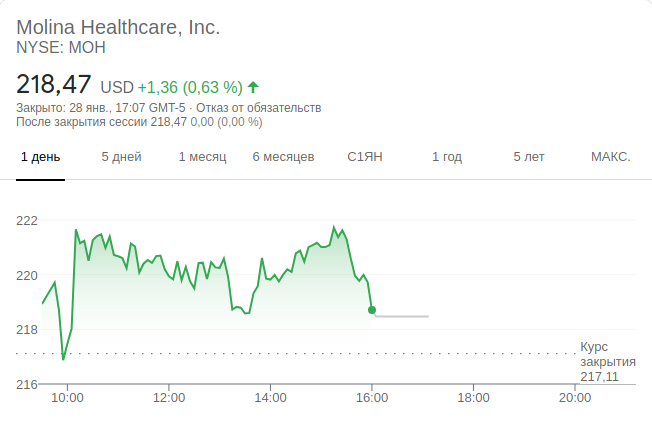 Molina Healthcare, Inc.
NYSE: MOH
218,47 USD +1,36 (0,63 %)
Закрыто: 28 янв., 17:07 GMT-5 · Отказ от обязательств
После закрытия сессии 218,47 0,00 (0,00 %)
1 день 5 дней 1 месяц 6 месяцев С1ЯН 1 год 5 лет МАКС.
222
220
218
Курс
закрытия
217,11
216
10:00 12:00 14:00 16:00 18:00 20:00